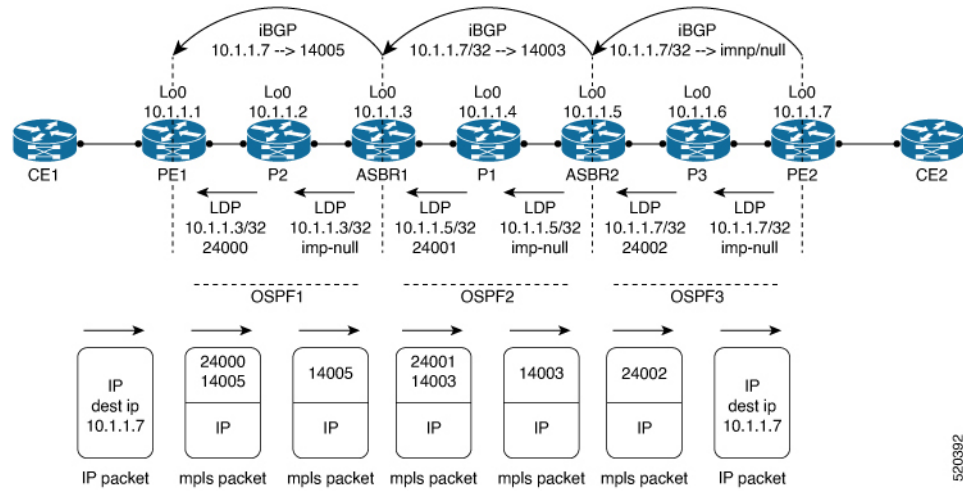 iBGP
10.1.1.7 --> 14005
iBGP
10.1.1.7/32 --> 14003
iBGP
10.1.1.7/32 --> imnp/null
Lo0
10.1.1.1
Lo0
10.1.1.2
Lo0
10.1.1.3
Lo0
10.1.1.4
Lo0
10.1.1.5
Lo0
10.1.1.6
Lo0
10.1.1.7
CE1
PE1
P2
ASBR1
P1
ASBR2
P3
PE2
CE2
LDP
10.1.1.3/32
24000
LDP
10.1.1.3/32
imp-null
LDP
10.1.1.5/32
24001
LDP
10.1.1.5/32
imp-null
LDP
10.1.1.7/32
24002
LDP
10.1.1.7/32
imp-null
OSPF1
OSPF2
OSPF3
IP
dest ip
10.1.1.7
IP packet
24000
14005
IP
mpls packet
14005
IP
mpls packet
24001
14003
IP
mpls packet
14003
IP
mpls packet
24002
IP
mpls packet
IP
dest ip
10.1.1.7
IP packet
520392